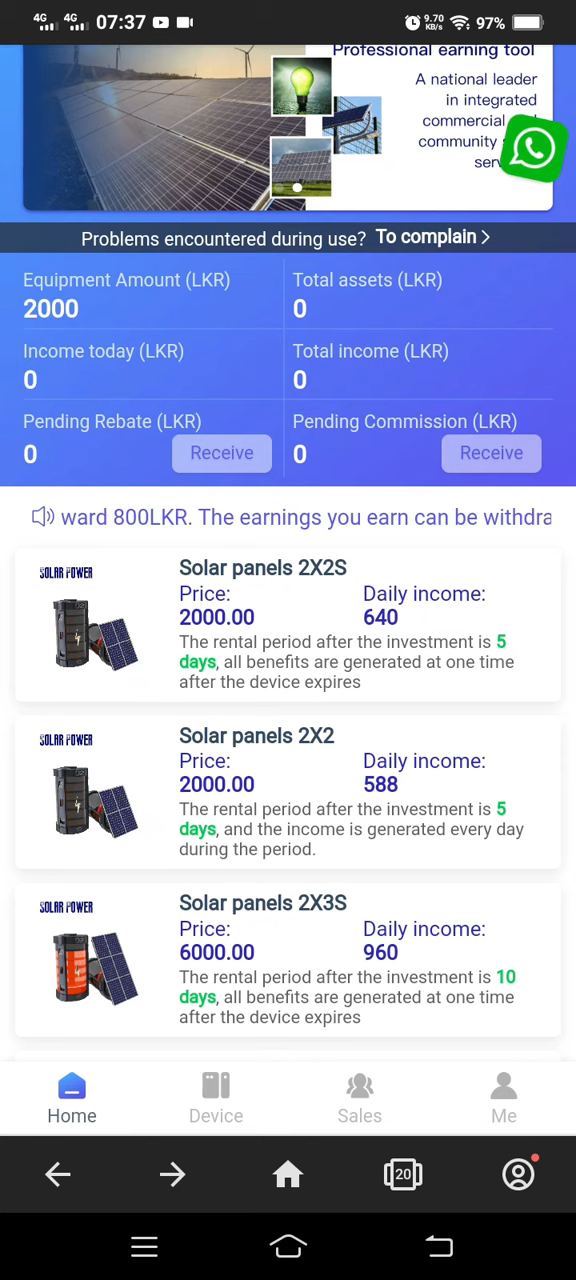 4G 4G 07:37 9.70 KB/s 97%
Professional earning tool
A national leader
in integrated
commercial
community
Problems encountered during use? To complain >
Equipment Amount (LKR) Total assets (LKR)
2000 0
Income today (LKR) Total income (LKR)
0 0
Pending Rebate (LKR) Pending Commission (LKR)
0 Receive 0 Receive
ward 800LKR. The earnings you earn can be withdra
SOLAR POWER
Solar panels 2X2S
Price: Daily income:
2000.00 640
The rental period after the investment is 5
days, all benefits are generated at one time
after the device expires
SOLAR POWER
Solar panels 2X2
Price: Daily income:
2000.00 588
The rental period after the investment is 5
days, and the income is generated every day
during the period.
SOLAR POWER
Solar panels 2X3S
Price: Daily income:
6000.00 960
The rental period after the investment is 10
days, all benefits are generated at one time
after the device expires
Home Device Sales Me
20